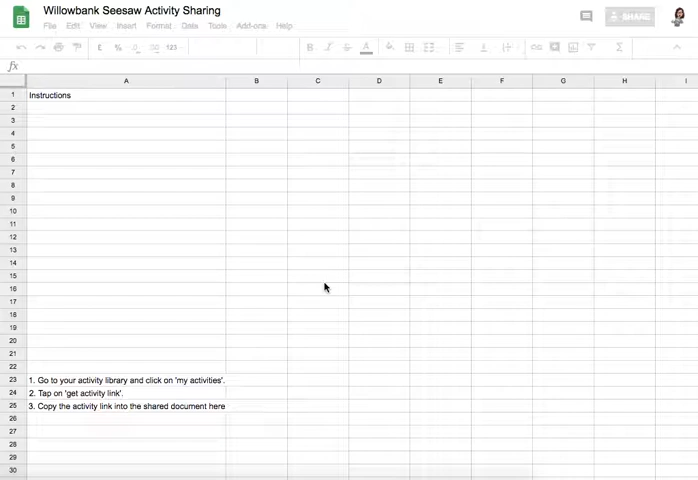 Willowbank Seesaw Activity Sharing
File Edit View Insert Format Data Tools Add-ons Help
SHARE
£ % .0 .00 123
B I S A Σ
fx
A B C D E F G H I
1 Instructions
2
3
4
5
6
7
8
9
10
11
12
13
14
15
16
17
18
19
20
21
22
23 1. Go to your activity library and click on 'my activities'.
24 2. Tap on 'get activity link'.
25 3. Copy the activity link into the shared document here
26
27
28
29
30